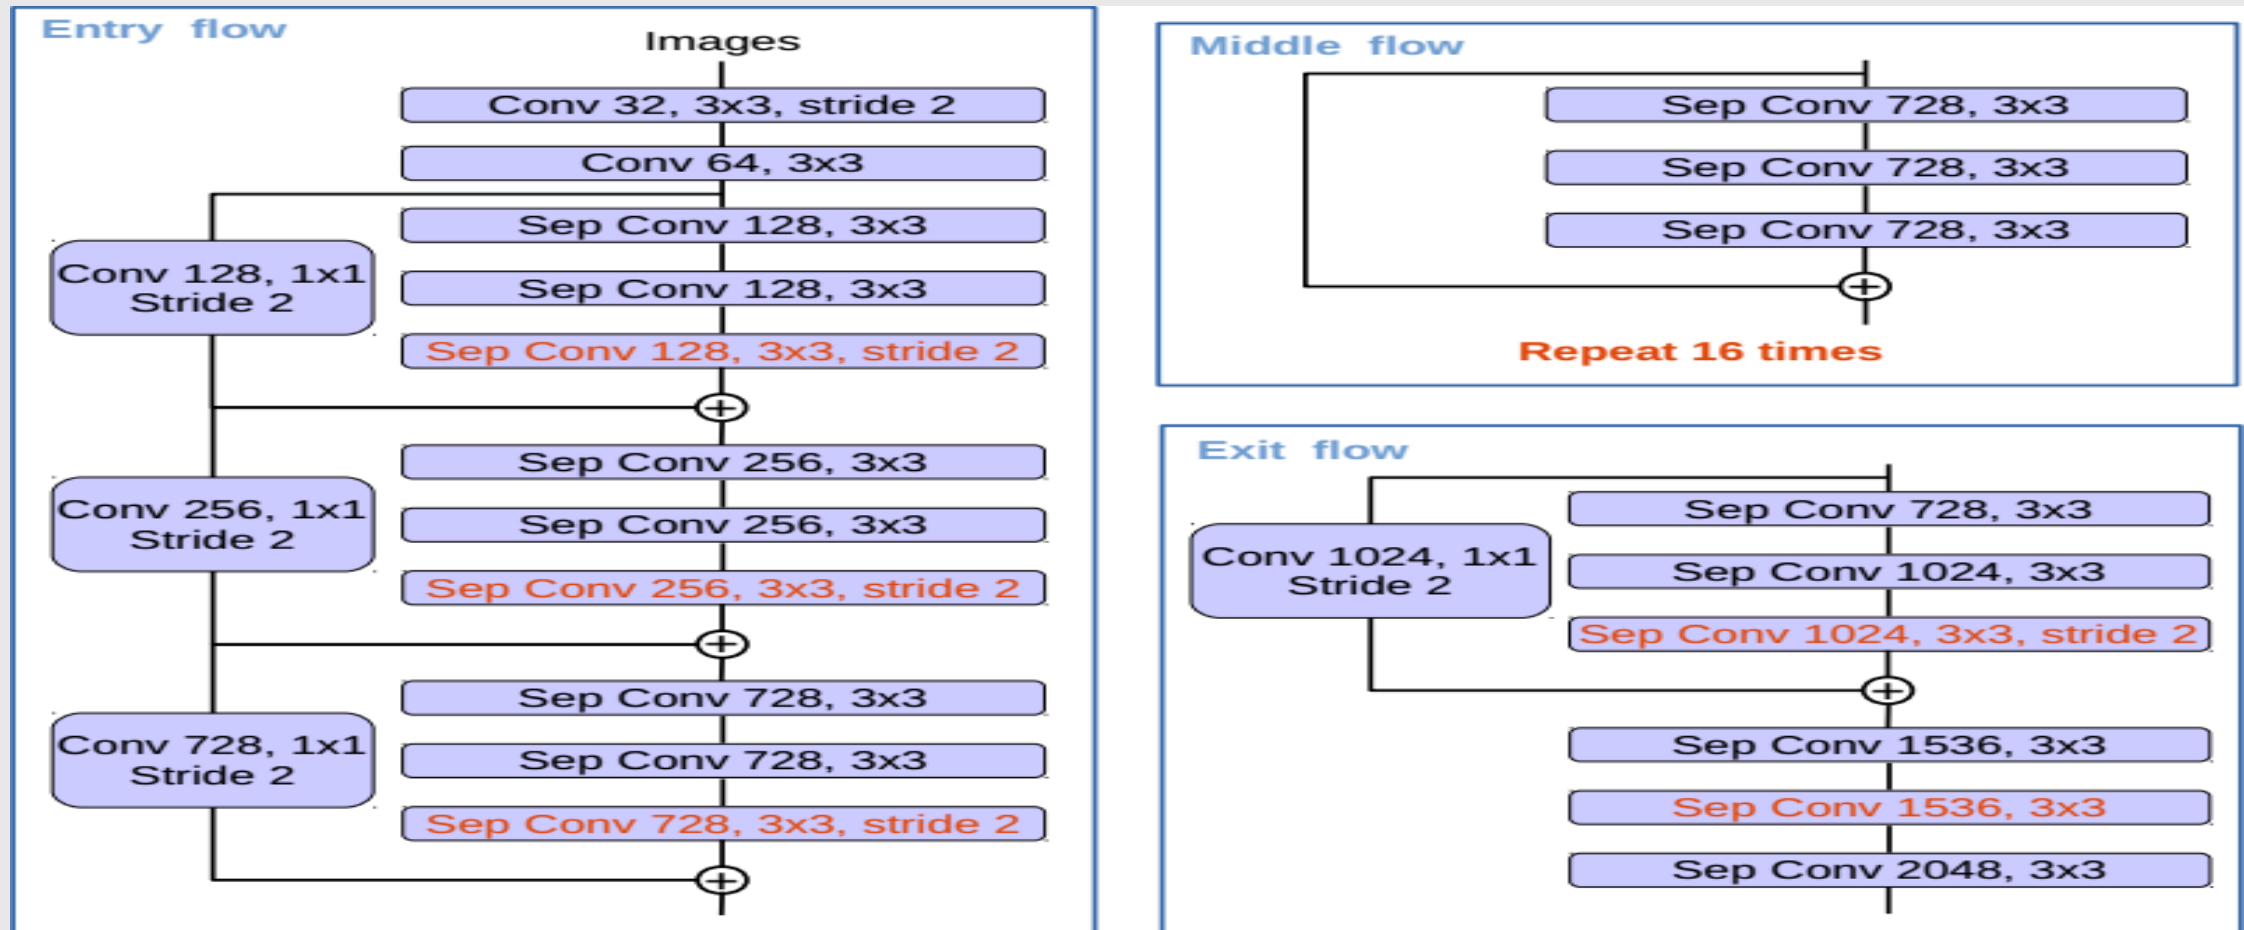 Entry flow
Images
Conv 32, 3x3, stride 2
Conv 64, 3x3
Sep Conv 128, 3x3
Conv 128, 1x1
Stride 2
Sep Conv 128, 3x3
Sep Conv 128, 3x3, stride 2
Sep Conv 256, 3x3
Conv 256, 1x1
Stride 2
Sep Conv 256, 3x3
Sep Conv 256, 3x3, stride 2
Sep Conv 728, 3x3
Conv 728, 1x1
Stride 2
Sep Conv 728, 3x3
Sep Conv 728, 3x3, stride 2
Middle flow
Sep Conv 728, 3x3
Sep Conv 728, 3x3
Sep Conv 728, 3x3
Repeat 16 times
Exit flow
Sep Conv 728, 3x3
Conv 1024, 1x1
Stride 2
Sep Conv 1024, 3x3
Sep Conv 1024, 3x3, stride 2
Sep Conv 1536, 3x3
Sep Conv 1536, 3x3
Sep Conv 2048, 3x3